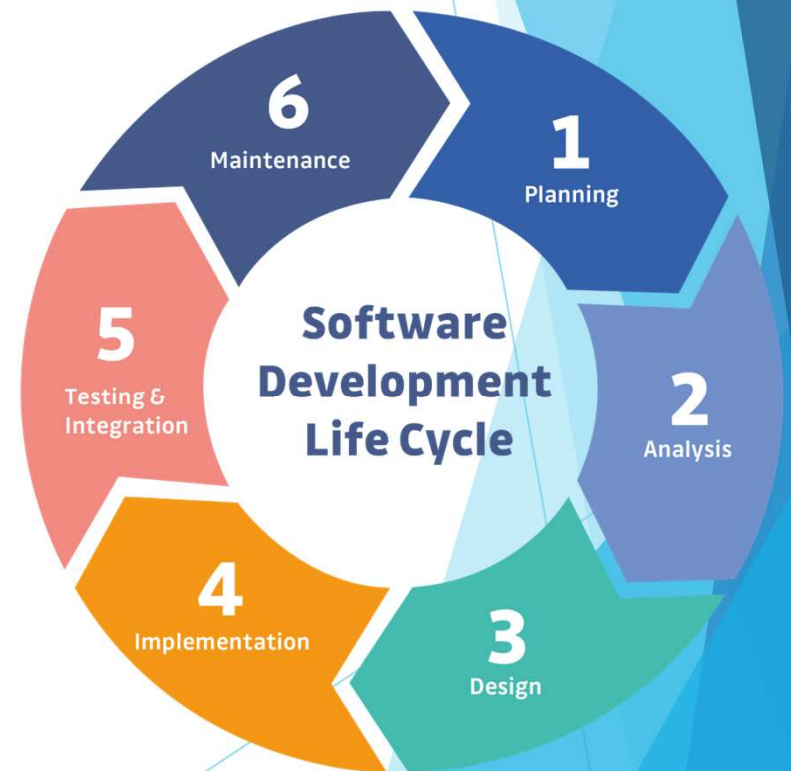 Software
Development
Life Cycle
1
Planning
2
Analysis
3
Design
4
Implementation
5
Testing &
Integration
6
Maintenance